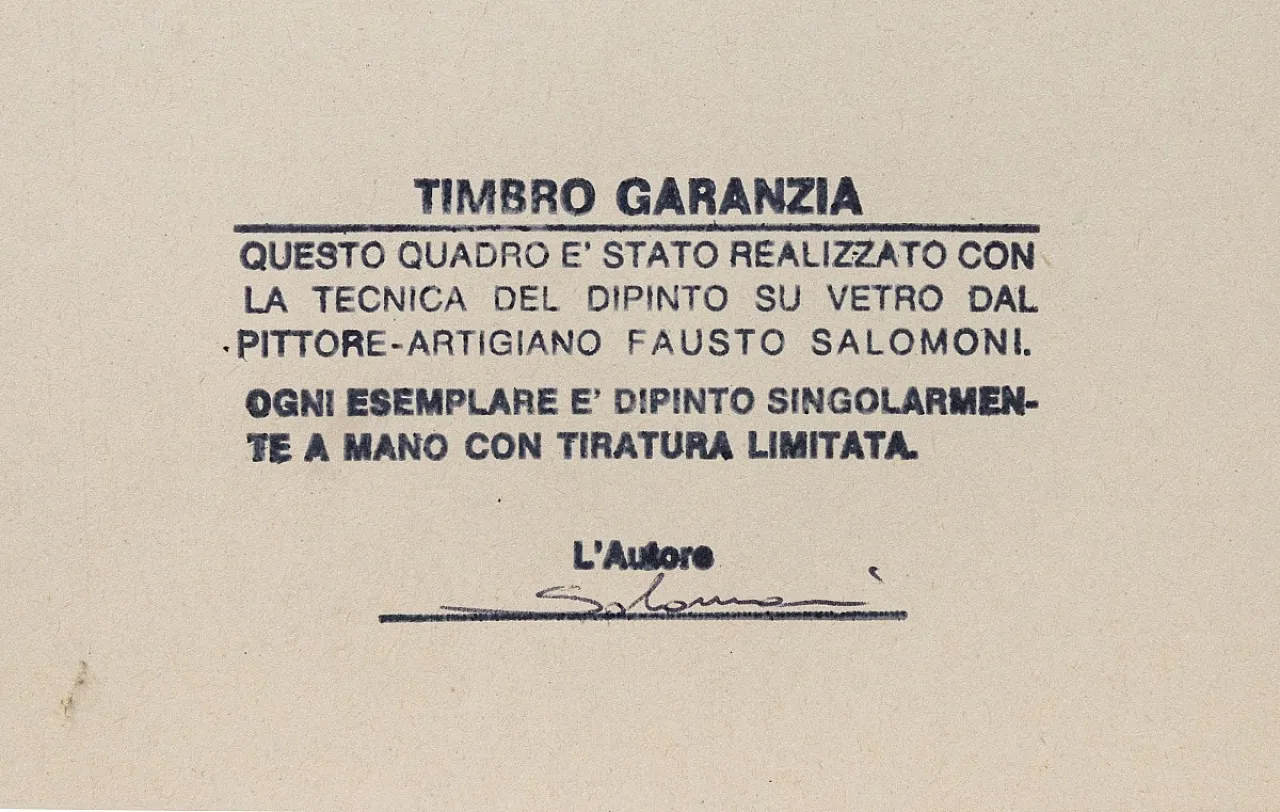 TIMBRO GARANZIA
QUESTO QUADRO E' STATO REALIZZATO CON
LA TECNICA DEL DIPINTO SU VETRO DAL
PITTORE-ARTIGIANO FAUSTO SALOMONI.
OGNI ESEMPLARE E' DIPINTO SINGOLARMEN-
TE A MANO CON TIRATURA LIMITATA.
L'Autore
Salomoni